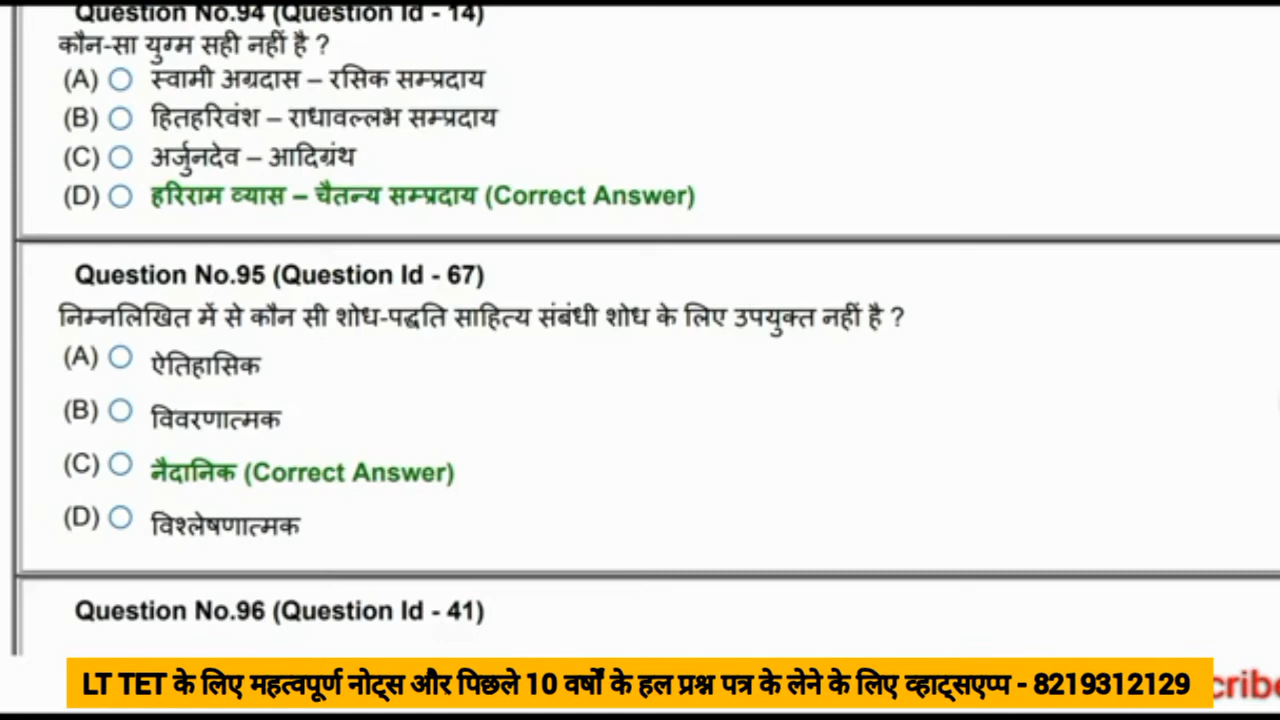 Question No.94 (Question Id - 14)
कौन-सा युग्म सही नहीं है ?
(A) स्वामी अग्रदास – रसिक सम्प्रदाय
(B) हितहरिवंश – राधावल्लभ सम्प्रदाय
(C) अर्जुनदेव – आदिग्रंथ
(D) हरिराम व्यास – चैतन्य सम्प्रदाय (Correct Answer)
Question No.95 (Question Id - 67)
निम्नलिखित में से कौन सी शोध-पद्धति साहित्य संबंधी शोध के लिए उपयुक्त नहीं है ?
(A) ऐतिहासिक
(B) विवरणात्मक
(C) नैदानिक (Correct Answer)
(D) विश्लेषणात्मक
Question No.96 (Question Id - 41)
LT TET के लिए महत्वपूर्ण नोट्स और पिछले 10 वर्षों के हल प्रश्न पत्र के लेने के लिए व्हाट्सएप्प - 8219312129